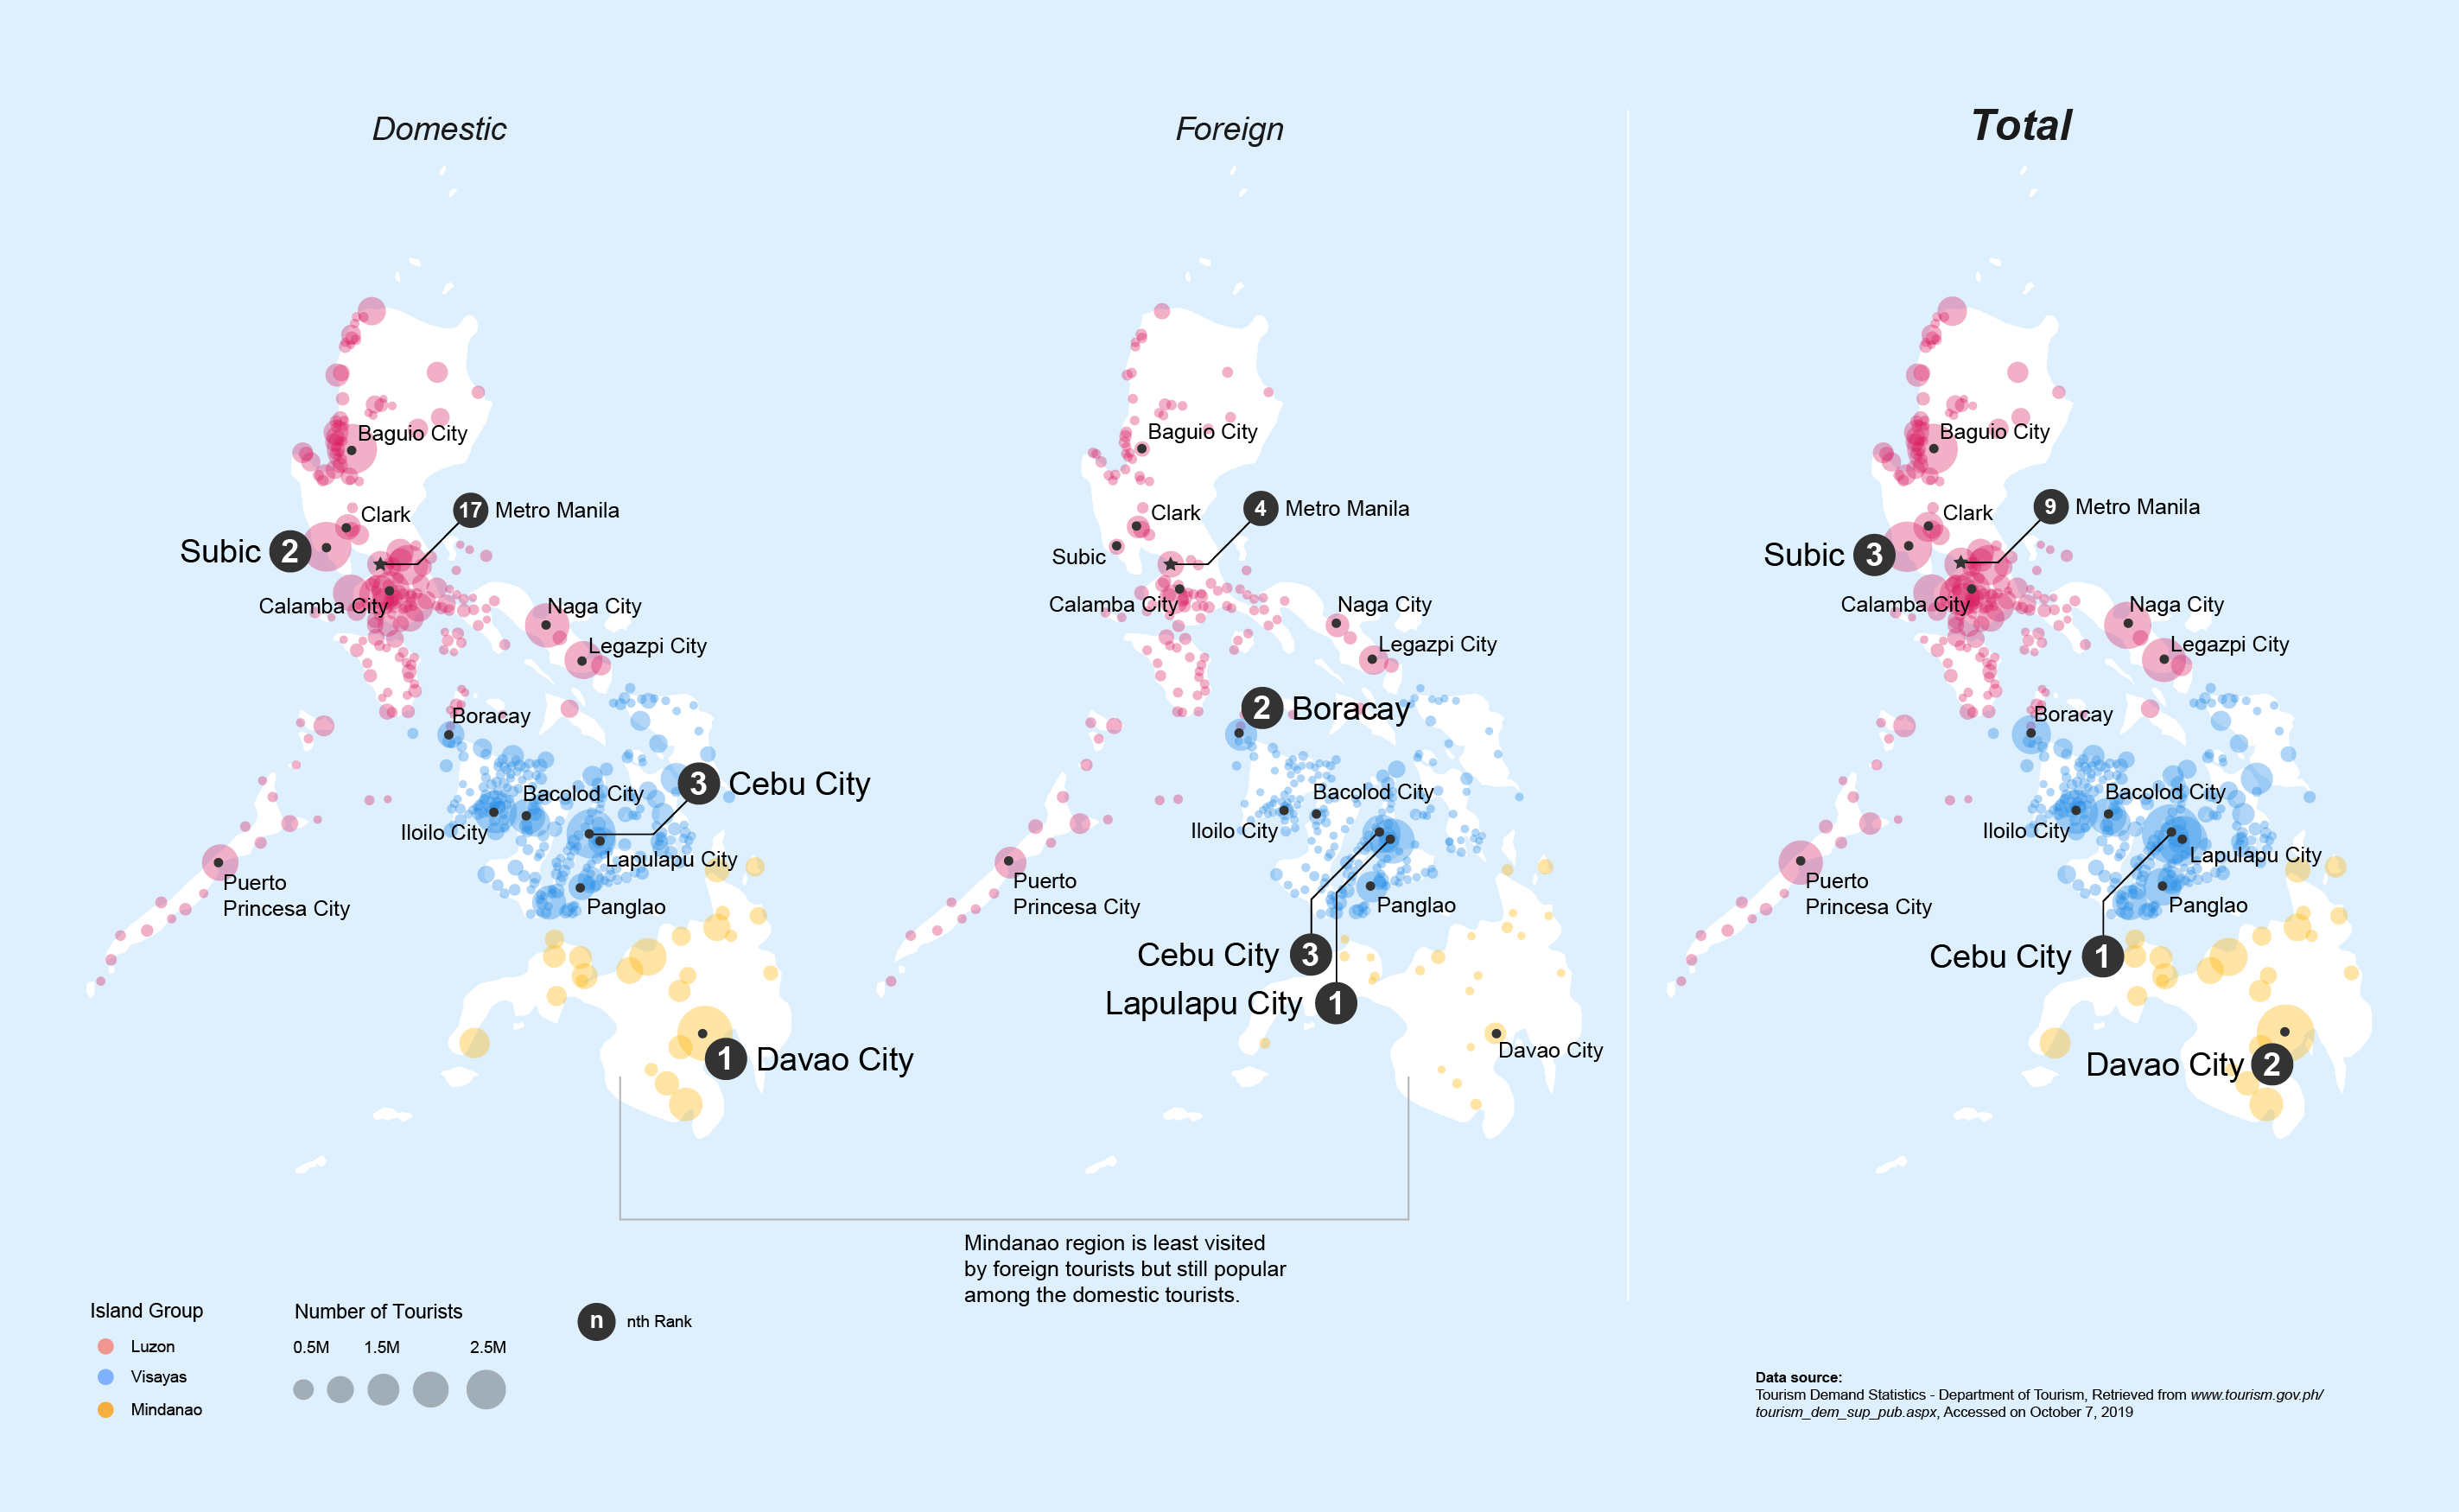 Domestic
Baguio City
Clark
17 Metro Manila
Subic 2
Calamba City
Naga City
Legazpi City
Boracay
3 Cebu City
Bacolod City
Iloilo City
Lapulapu City
Puerto
Princesa City
Panglao
1 Davao City
Foreign
Baguio City
Clark
4 Metro Manila
Subic
Calamba City
Naga City
Legazpi City
2 Boracay
Bacolod City
Iloilo City
Puerto
Princesa City
Panglao
Cebu City 3
Lapulapu City 1
Davao City
Total
Baguio City
Clark
9 Metro Manila
Subic 3
Calamba City
Naga City
Legazpi City
Boracay
Bacolod City
Iloilo City
Lapulapu City
Puerto
Princesa City
Panglao
Cebu City 1
Davao City 2
Mindanao region is least visited
by foreign tourists but still popular
among the domestic tourists.
Island Group
Luzon
Visayas
Mindanao
Number of Tourists
0.5M 1.5M 2.5M
n nth Rank
Data source:
Tourism Demand Statistics - Department of Tourism, Retrieved from www.tourism.gov.ph/
tourism_dem_sup_pub.aspx, Accessed on October 7, 2019